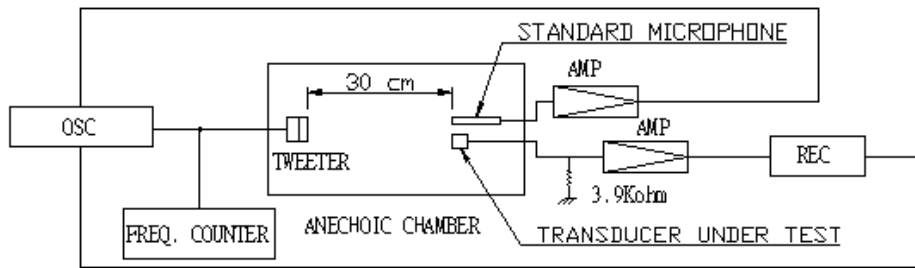 STANDARD MICROPHONE
AMP
30 cm
OSC
AMP
REC
TWEETER
3.9Kohm
ANECHOIC CHAMBER
FREQ. COUNTER
TRANSDUCER UNDER TEST